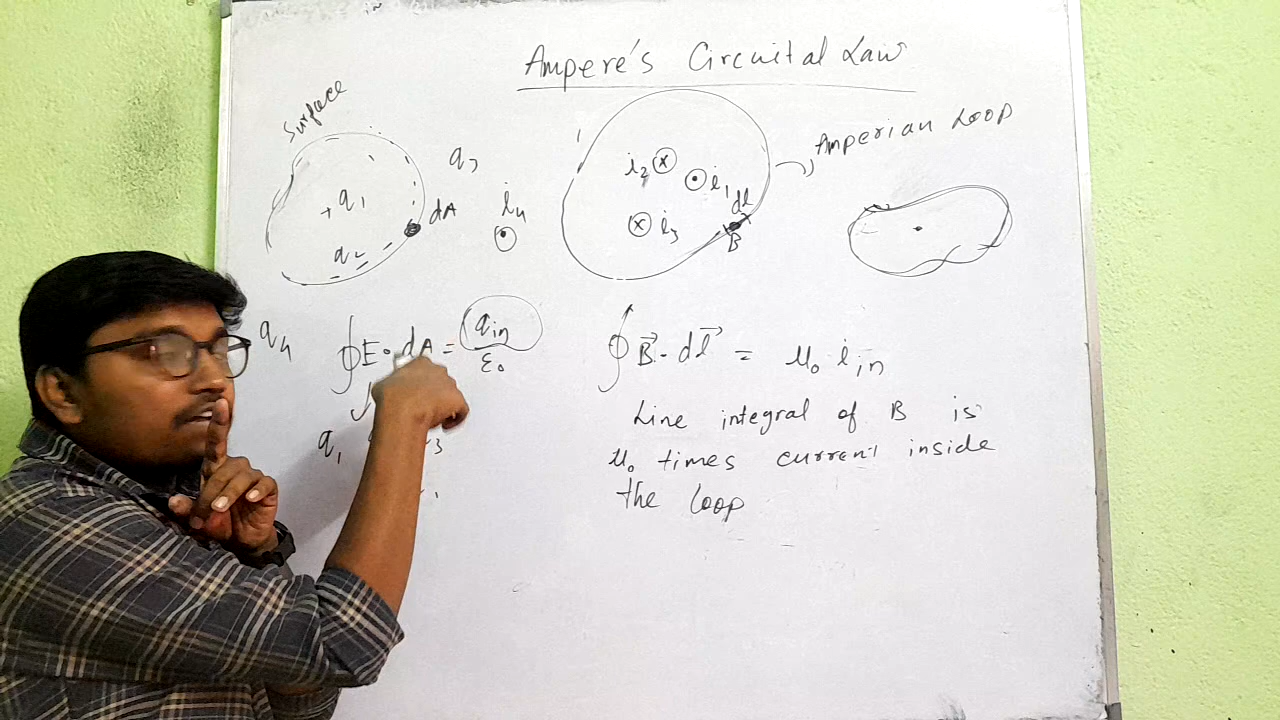 Ampere's Circuital Law
Surface
Amperian Loop
q₁
q₂
q₃
dA
i₄
i₂
i₁
i₃
dl
B
q₄
∮E·dA = qin/ε₀
∮B⃗·dl⃗ = μ₀ iin
Line integral of B is
μ₀ times current inside
the loop
q₁